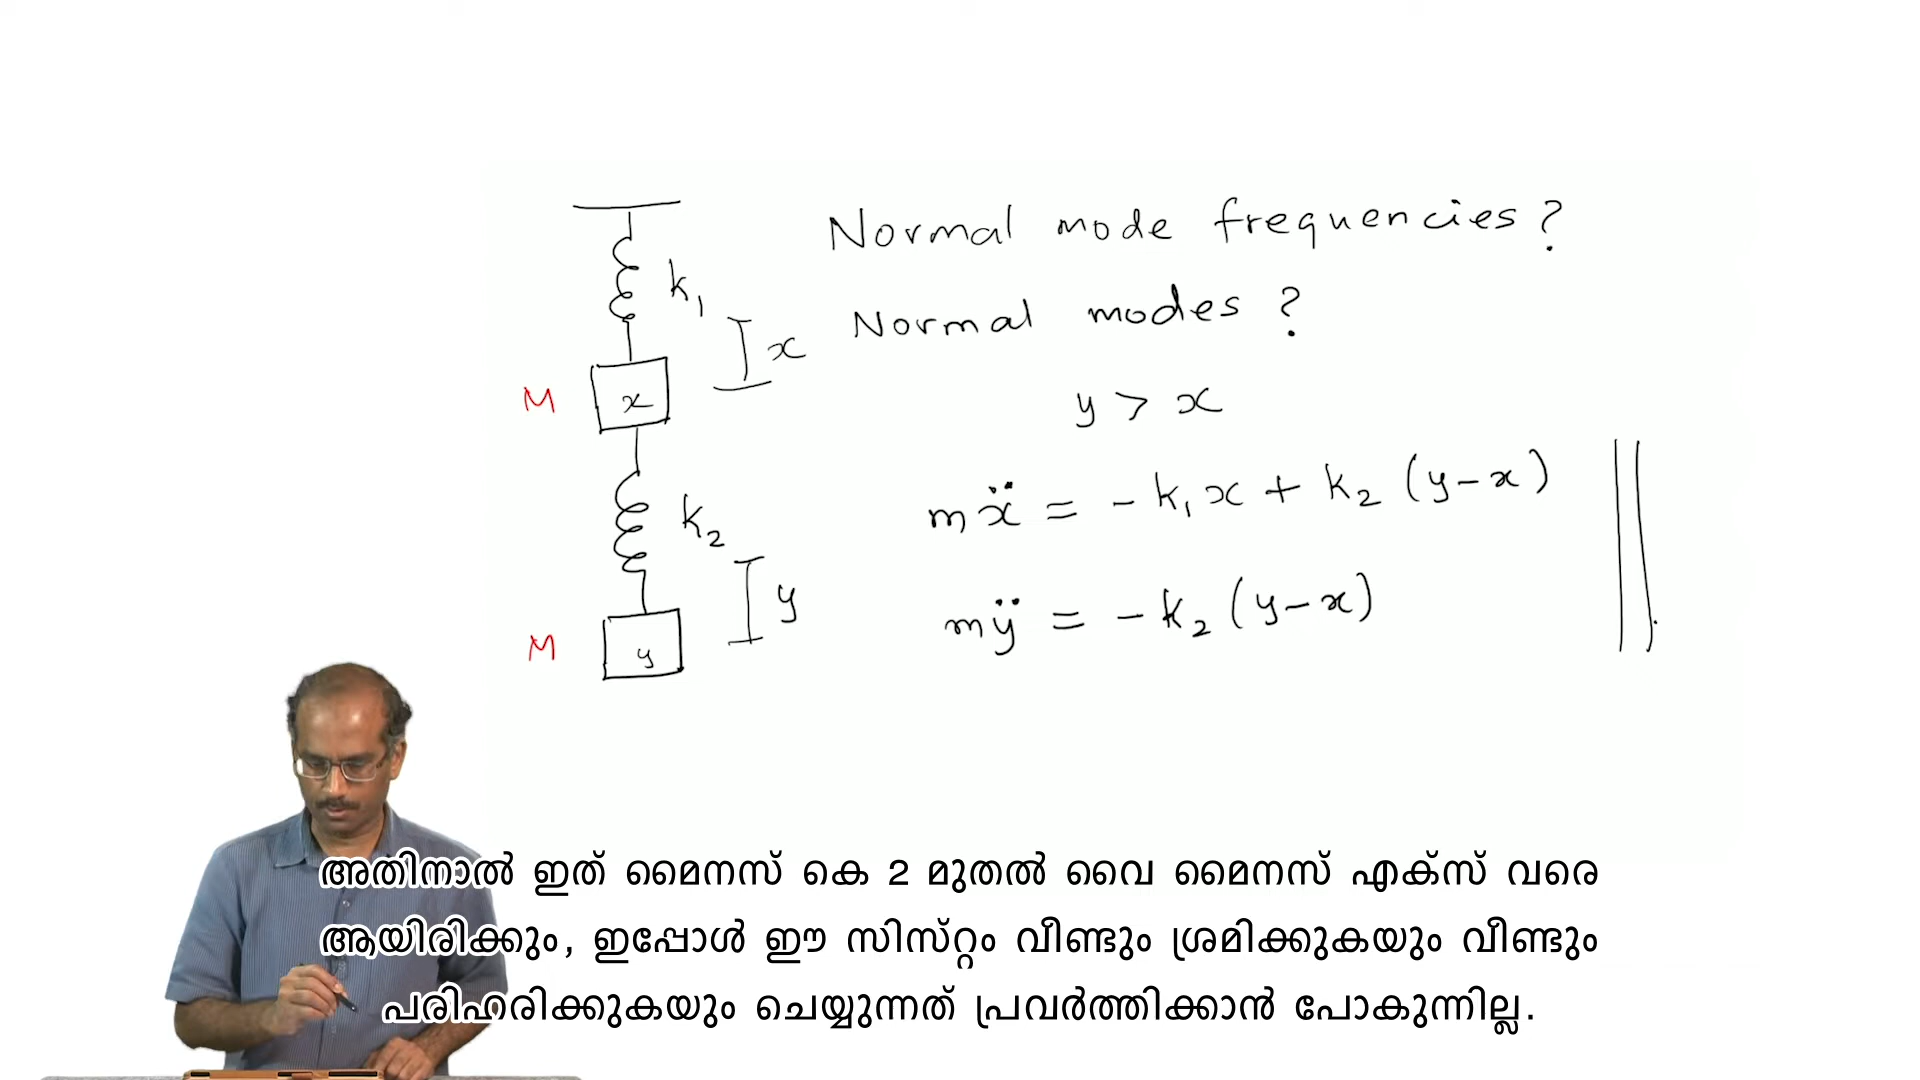 Normal mode frequencies?
k₁
Normal modes?
x
M
x
y > x
mẍ = -k₁x + k₂(y-x)
k₂
y
mÿ = -k₂(y-x)
M
y
അതിനാൽ ഇത് മൈനസ് കെ 2 മുതൽ വൈ മൈനസ് എക്സ് വരെ
ആയിരിക്കും, ഇപ്പോൾ ഈ സിസ്റ്റം വീണ്ടും ശ്രമിക്കുകയും വീണ്ടും
പരിഹരിക്കുകയും ചെയ്യുന്നത് പ്രവർത്തിക്കാൻ പോകുന്നില്ല.